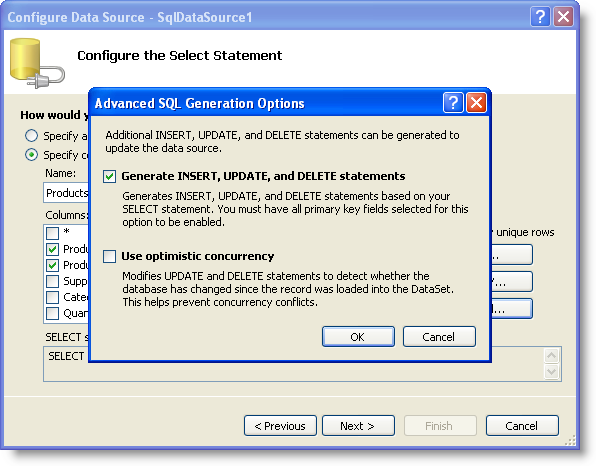 Configure Data Source - SqlDataSource1
Configure the Select Statement
How would y
Specify a
Specify co
Name:
Products
Columns:
*
Produ
Produ
Supp
Cate
Quan
SELECT s
SELECT
y unique rows
...
...
...
Advanced SQL Generation Options
Additional INSERT, UPDATE, and DELETE statements can be generated to
update the data source.
Generate INSERT, UPDATE, and DELETE statements
Generates INSERT, UPDATE, and DELETE statements based on your
SELECT statement. You must have all primary key fields selected for this
option to be enabled.
Use optimistic concurrency
Modifies UPDATE and DELETE statements to detect whether the
database has changed since the record was loaded into the DataSet.
This helps prevent concurrency conflicts.
OK
Cancel
< Previous
Next >
Finish
Cancel